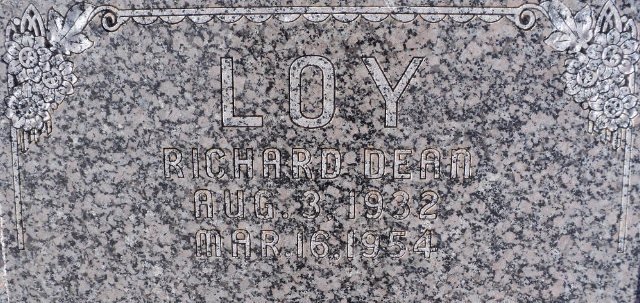 LOY
RICHARD DEAN
AUG. 3, 1932
MAR. 16, 1954